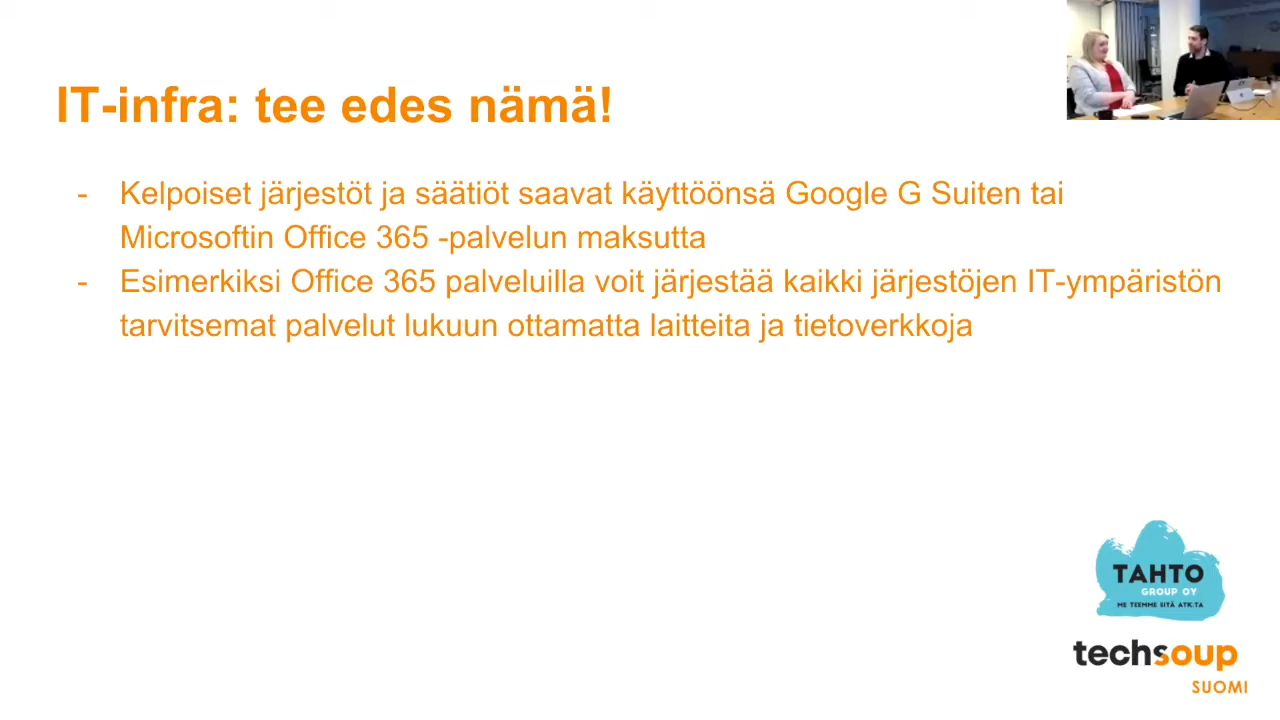 IT-infra: tee edes nämä!
- Kelpoiset järjestöt ja säätiöt saavat käyttöönsä Google G Suiten tai
Microsoftin Office 365 -palvelun maksutta
- Esimerkiksi Office 365 palveluilla voit järjestää kaikki järjestöjen IT-ympäristön
tarvitsemat palvelut lukuun ottamatta laitteita ja tietoverkkoja
TAHTO
GROUP OY
ME TEEMME SITÄ ATK:TA
techsoup
SUOMI